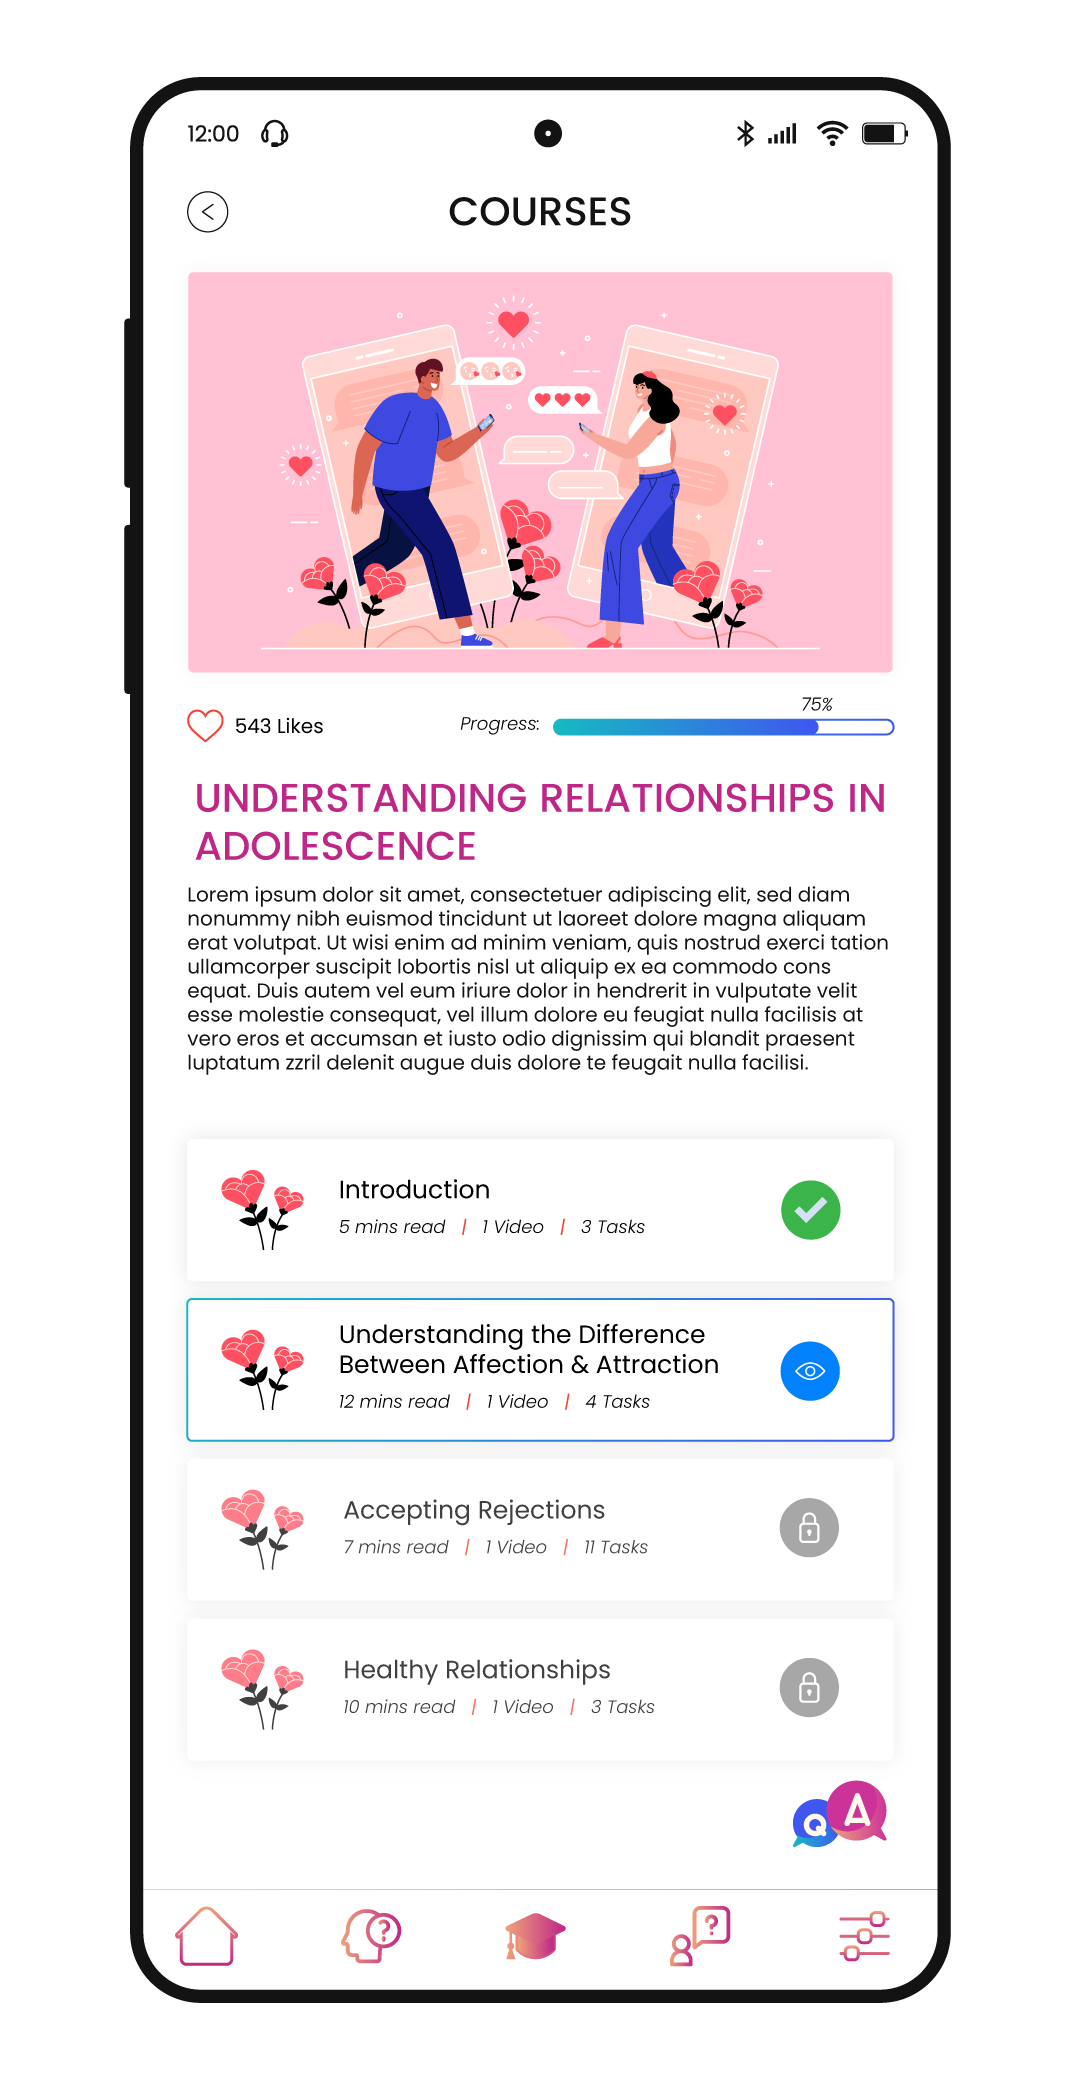 12:00
COURSES
543 Likes
Progress:
75%
UNDERSTANDING RELATIONSHIPS IN
ADOLESCENCE
Lorem ipsum dolor sit amet, consectetuer adipiscing elit, sed diam
nonummy nibh euismod tincidunt ut laoreet dolore magna aliquam
erat volutpat. Ut wisi enim ad minim veniam, quis nostrud exerci tation
ullamcorper suscipit lobortis nisl ut aliquip ex ea commodo cons
equat. Duis autem vel eum iriure dolor in hendrerit in vulputate velit
esse molestie consequat, vel illum dolore eu feugiat nulla facilisis at
vero eros et accumsan et iusto odio dignissim qui blandit praesent
luptatum zzril delenit augue duis dolore te feugait nulla facilisi.
Introduction
5 mins read | 1 Video | 3 Tasks
Understanding the Difference
Between Affection & Attraction
12 mins read | 1 Video | 4 Tasks
Accepting Rejections
7 mins read | 1 Video | 11 Tasks
Healthy Relationships
10 mins read | 1 Video | 3 Tasks
Q A
? ?